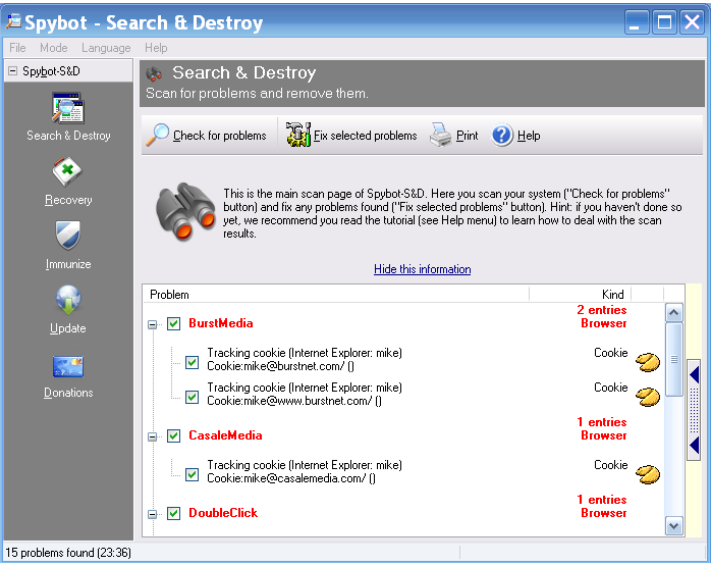 Spybot - Search & Destroy
File Mode Language Help
Spybot-S&D
Search & Destroy
Recovery
Immunize
Update
Donations
Search & Destroy
Scan for problems and remove them.
Check for problems Fix selected problems Print Help
This is the main scan page of Spybot-S&D. Here you scan your system ("Check for problems"
button) and fix any problems found ("Fix selected problems" button). Hint: if you haven't done so
yet, we recommend you read the tutorial (see Help menu) to learn how to deal with the scan
results.
Hide this information
Problem Kind
BurstMedia 2 entries
Browser
Tracking cookie (Internet Explorer: mike) Cookie
Cookie:mike@burstnet.com/ ()
Tracking cookie (Internet Explorer: mike) Cookie
Cookie:mike@www.burstnet.com/ ()
CasaleMedia 1 entries
Browser
Tracking cookie (Internet Explorer: mike) Cookie
Cookie:mike@casalemedia.com/ ()
DoubleClick 1 entries
Browser
15 problems found (23:36)